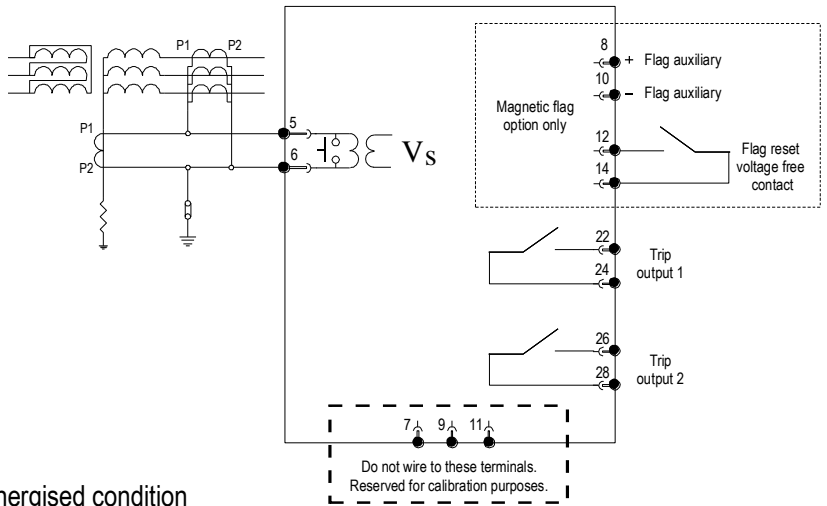 P1 P2
8
+ Flag auxiliary
10
− Flag auxiliary
Magnetic flag
option only
12
Flag reset
voltage free
contact
14
P1
P2
5
6
Vs
22
Trip
output 1
24
26
Trip
output 2
28
7 9 11
Do not wire to these terminals.
Reserved for calibration purposes.
condition